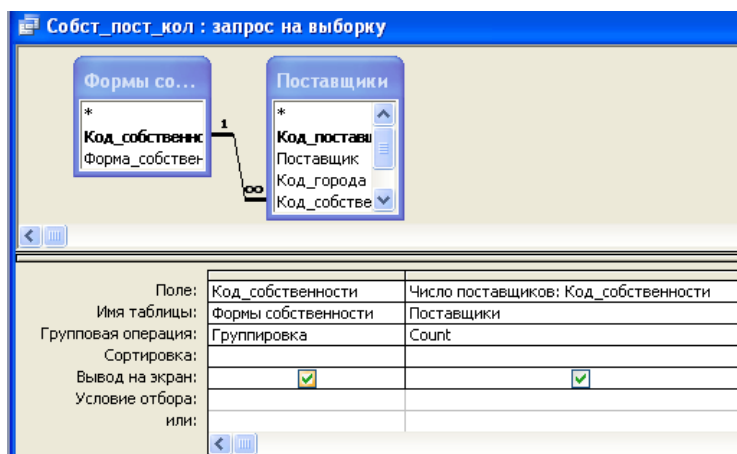 Собст_пост_кол : запрос на выборку
Формы со...
*
Код_собственнс
Форма_собствен
1
∞
Поставщики
*
Код_постави
Поставщик
Код_города
Код_собстве
Поле: Код_собственности Число поставщиков: Код_собственности
Имя таблицы: Формы собственности Поставщики
Групповая операция: Группировка Count
Сортировка:
Вывод на экран:
Условие отбора:
или: